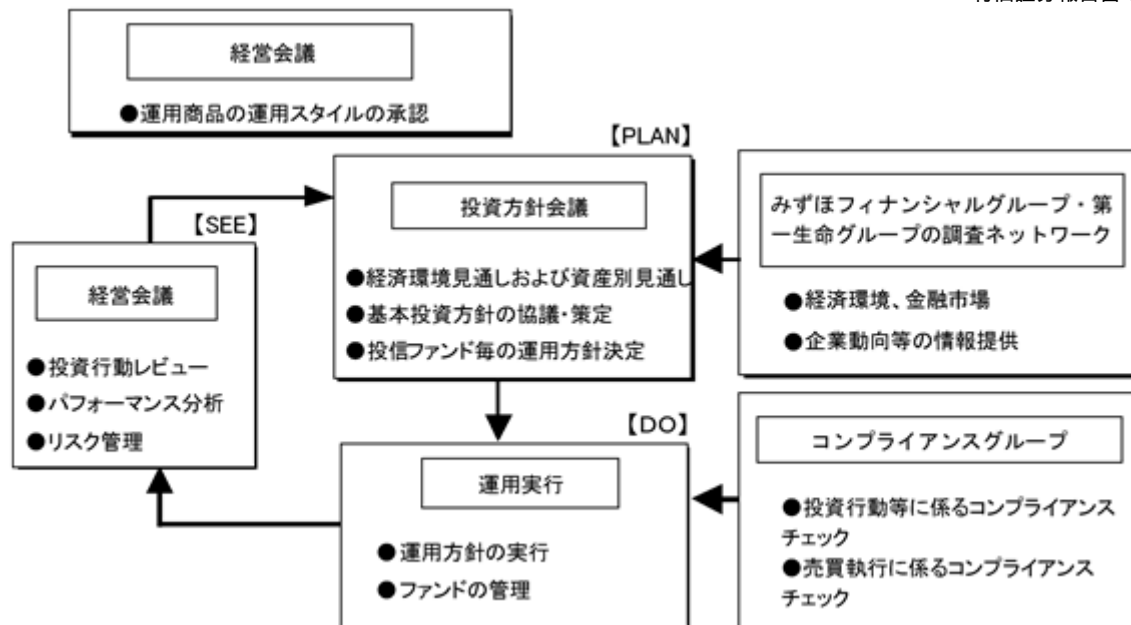 経営会議
●運用商品の運用スタイルの承認
【PLAN】
投資方針会議
●経済環境見通しおよび資産別見通し
●基本投資方針の協議・策定
●投信ファンド毎の運用方針決定
みずほフィナンシャルグループ・第
一生命グループの調査ネットワーク
●経済環境、金融市場
●企業動向等の情報提供
【SEE】
経営会議
●投資行動レビュー
●パフォーマンス分析
●リスク管理
【DO】
運用実行
●運用方針の実行
●ファンドの管理
コンプライアンスグループ
●投資行動等に係るコンプライアンス
チェック
●売買執行に係るコンプライアンス
チェック